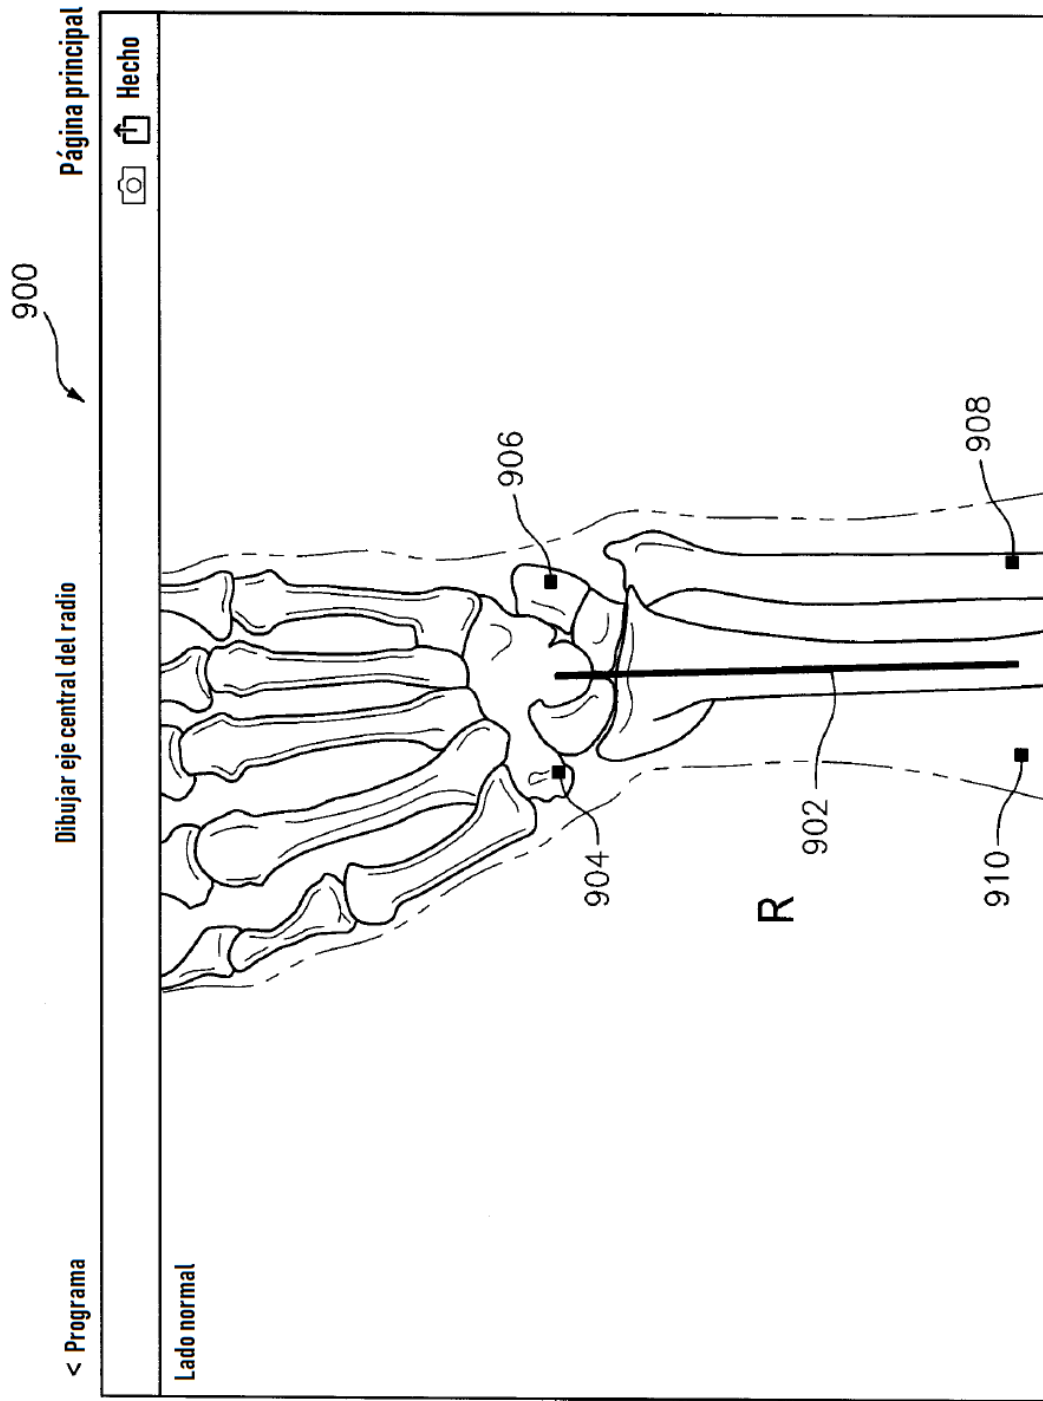 900
< Programa
Dibujar eje central del radio
Página principal
Hecho
Lado normal
906
904
R
902
908
910